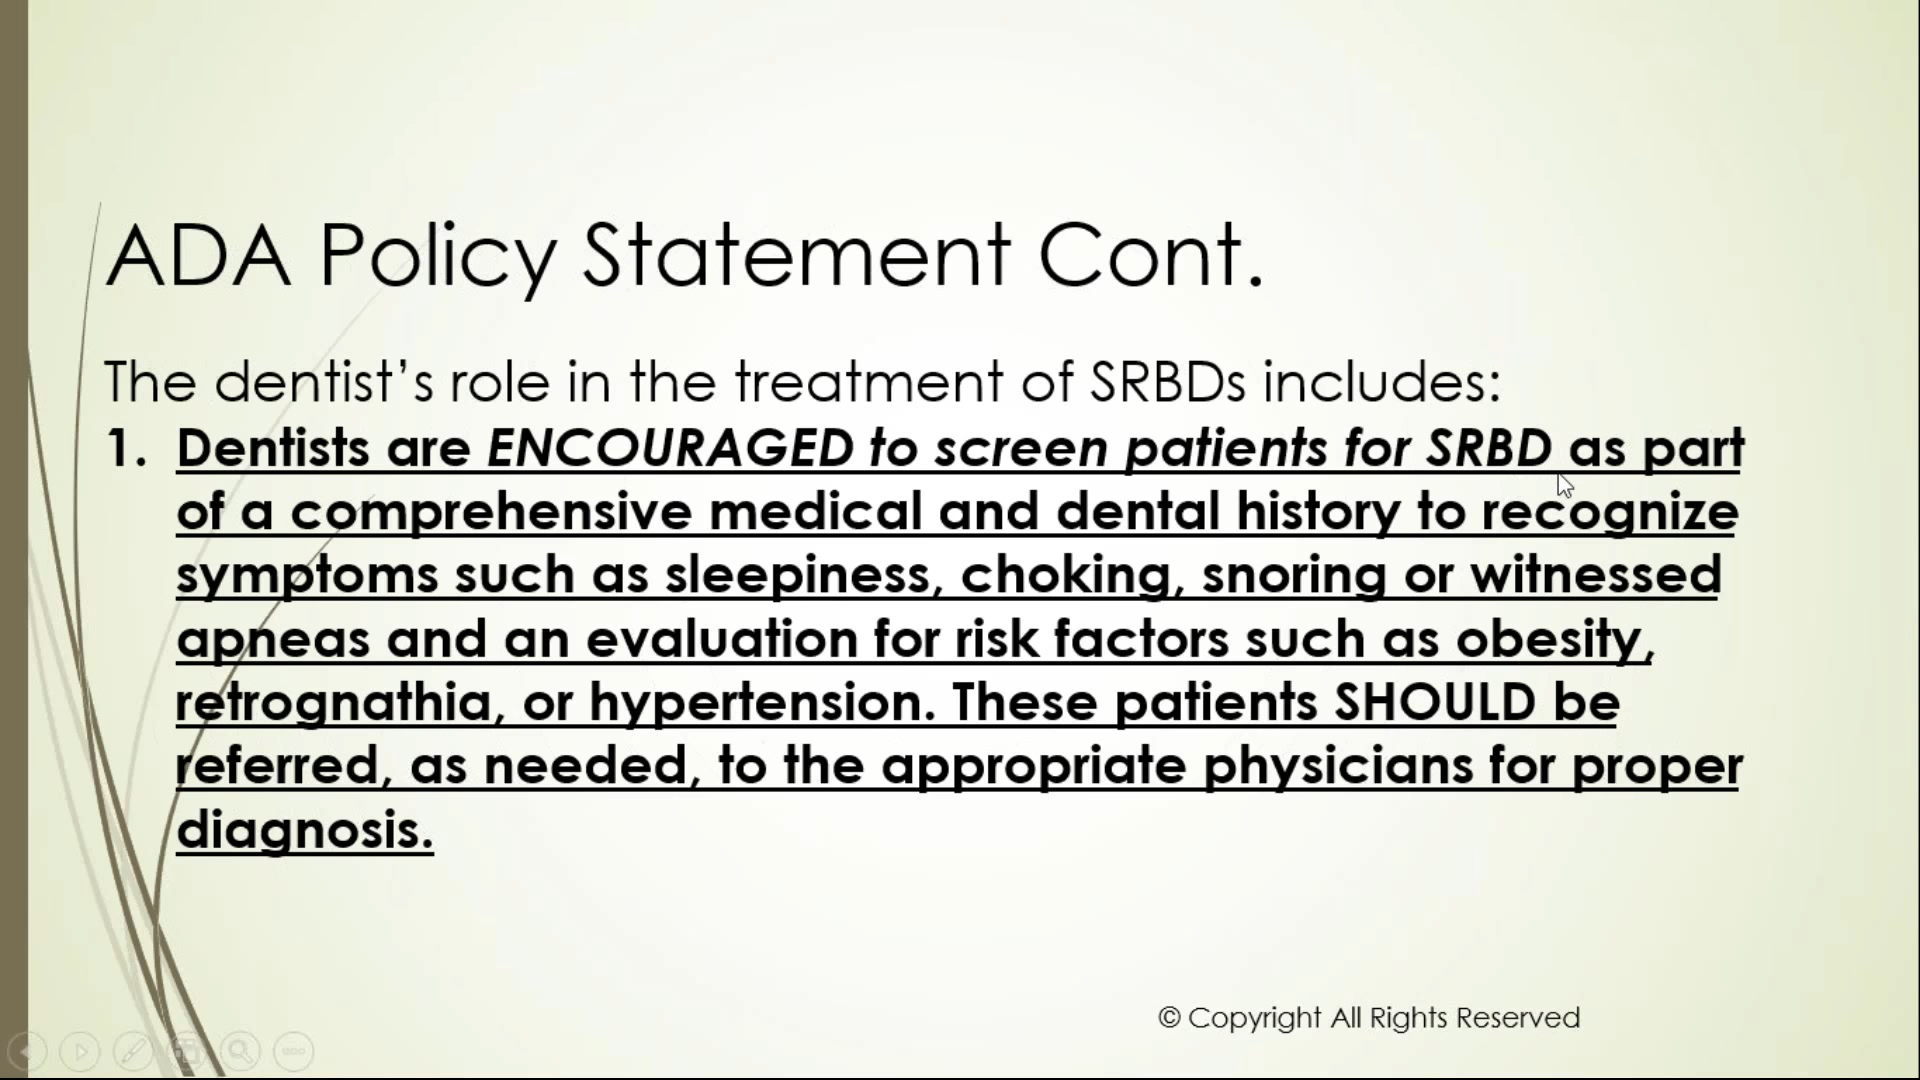 ADA Policy Statement Cont.
The dentist’s role in the treatment of SRBDs includes:
1. Dentists are ENCOURAGED to screen patients for SRBD as part
of a comprehensive medical and dental history to recognize
symptoms such as sleepiness, choking, snoring or witnessed
apneas and an evaluation for risk factors such as obesity,
retrognathia, or hypertension. These patients SHOULD be
referred, as needed, to the appropriate physicians for proper
diagnosis.
© Copyright All Rights Reserved